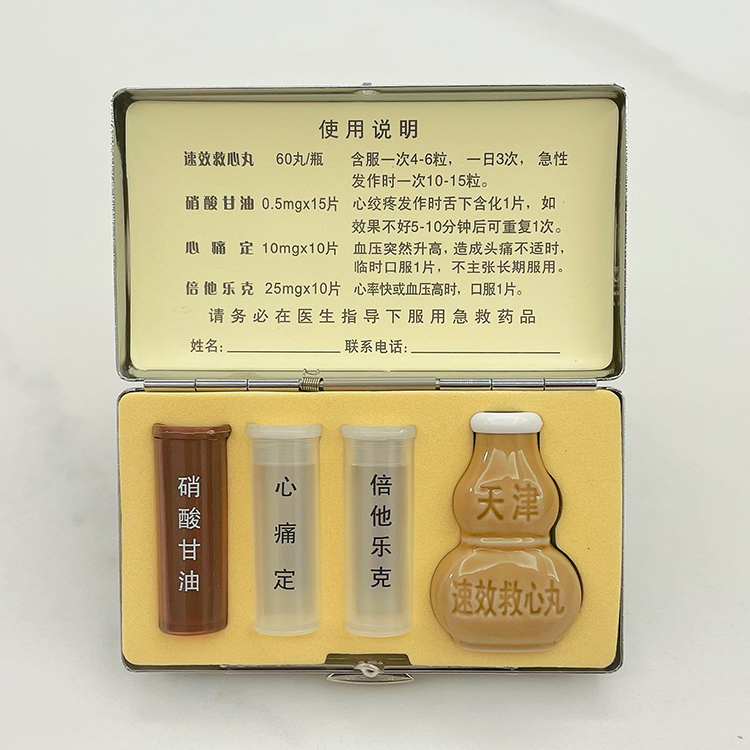 使用说明
速效救心丸 60丸/瓶 含服一次4-6粒，一日3次，急性
发作时一次10-15粒。
硝酸甘油 0.5mgx15片 心绞疼发作时舌下含化1片，如
效果不好5-10分钟后可重复1次。
心痛定 10mgx10片 血压突然升高，造成头痛不适时，
临时口服1片，不主张长期服用。
倍他乐克 25mgx10片 心率快或血压高时，口服1片。
请务必在医生指导下服用急救药品
姓名：__________ 联系电话：______________
硝酸甘油
心痛定
倍他乐克
天津
速效救心丸